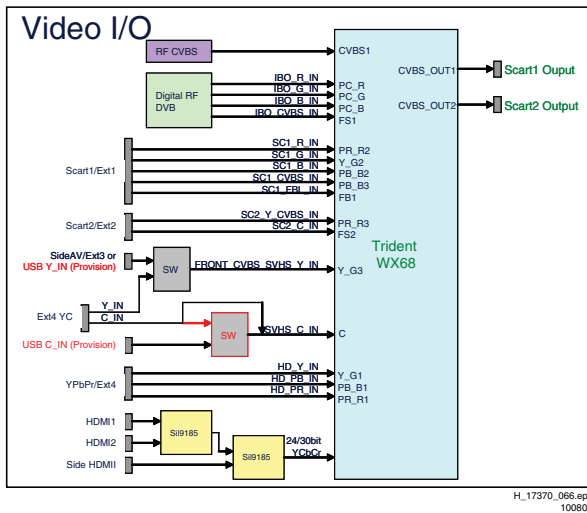 Video I/O
RF CVBS
CVBS1
CVBS_OUT1
Scart1 Ouput
CVBS_OUT2
Scart2 Output
Digital RF
DVB
IBO_R_IN
IBO_G_IN
IBO_B_IN
IBO_CVBS_IN
PC_R
PC_G
PC_B
FS1
Scart1/Ext1
SC1_R_IN
SC1_G_IN
SC1_B_IN
SC1_CVBS_IN
SC1_FBL_IN
PR_R2
Y_G2
PB_B2
PB_B3
FB1
Scart2/Ext2
SC2_Y_CVBS_IN
SC2_C_IN
PR_R3
FS2
Trident
WX68
SideAV/Ext3 or
USB Y_IN (Provision)
SW
FRONT_CVBS_SVHS_Y_IN
Y_G3
Ext4 YC
Y_IN
C_IN
USB C_IN (Provision)
SW
SVHS_C_IN
C
YPbPr/Ext4
HD_Y_IN
HD_PB_IN
HD_PR_IN
Y_G1
PB_B1
PR_R1
HDMI1
HDMI2
Side HDMII
Sil9185
Sil9185
24/30bit
YCbCr
H_17370_066.ep